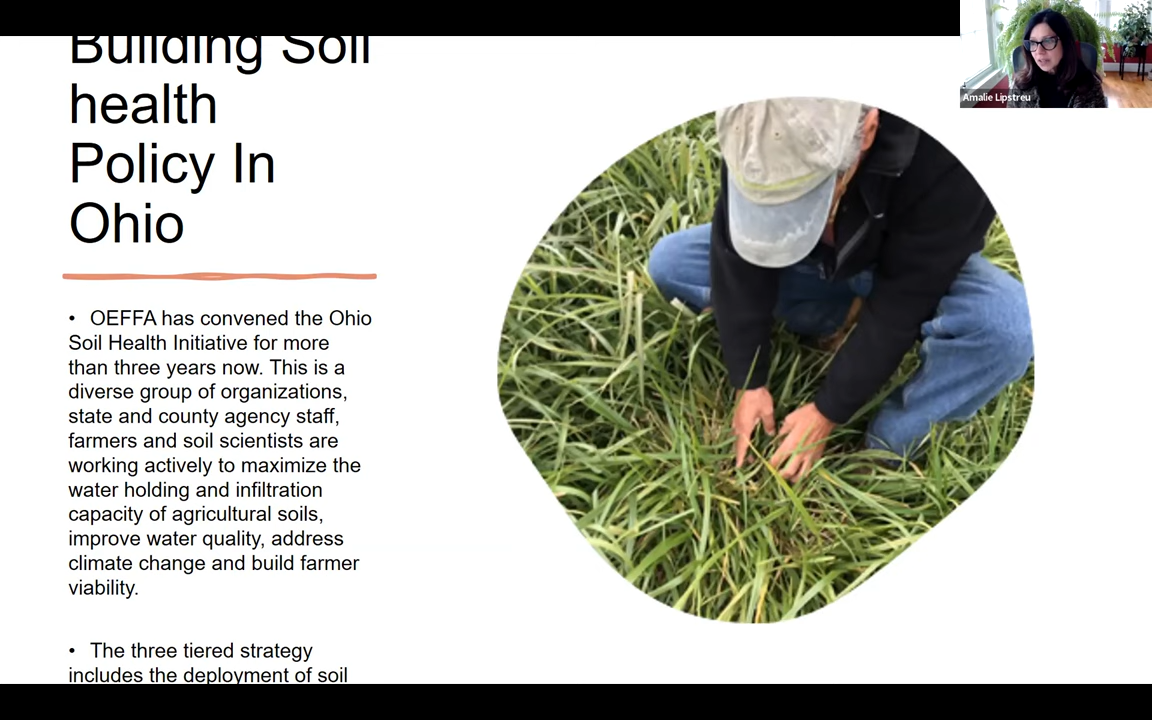 Building Soil
health
Policy In
Ohio
Amalie Lipstreu
• OEFFA has convened the Ohio
Soil Health Initiative for more
than three years now. This is a
diverse group of organizations,
state and county agency staff,
farmers and soil scientists are
working actively to maximize the
water holding and infiltration
capacity of agricultural soils,
improve water quality, address
climate change and build farmer
viability.
• The three tiered strategy
includes the deployment of soil